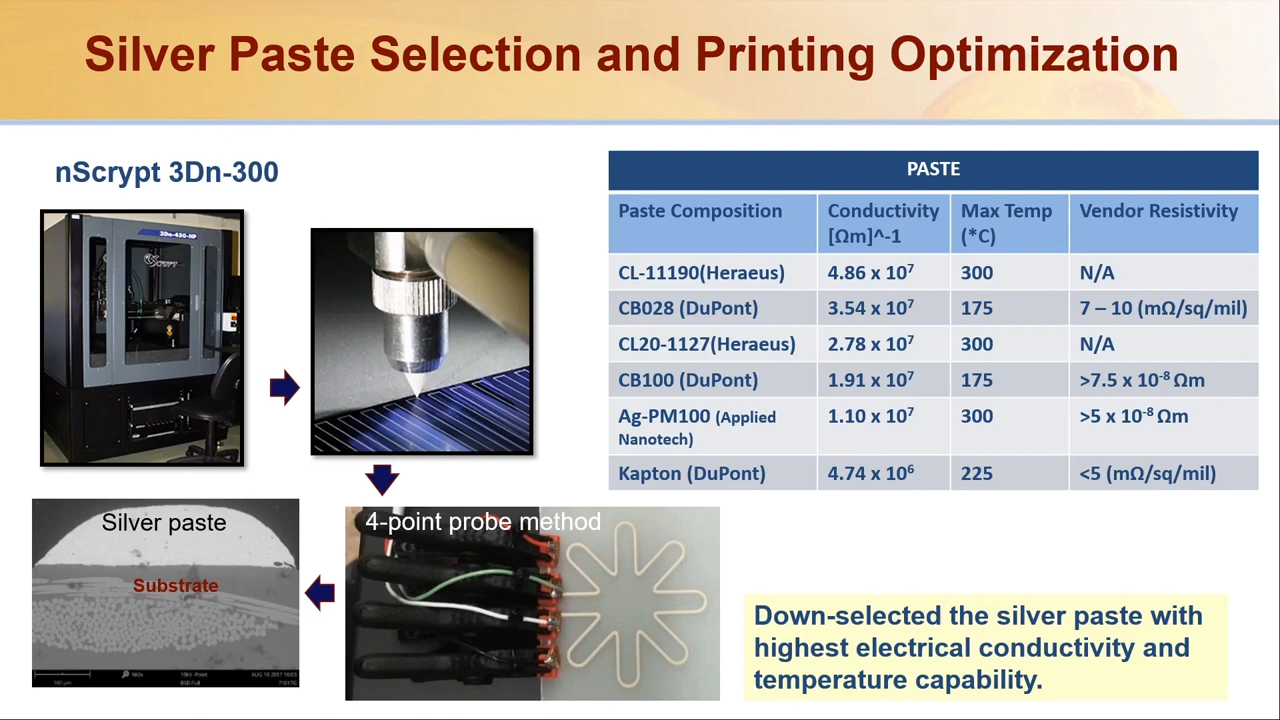 Silver Paste Selection and Printing Optimization
nScrypt 3Dn-300
3Dn-450-HP
PASTE
Paste Composition Conductivity [Ωm]^-1 Max Temp (*C) Vendor Resistivity
CL-11190(Heraeus) 4.86 x 10⁷ 300 N/A
CB028 (DuPont) 3.54 x 10⁷ 175 7 – 10 (mΩ/sq/mil)
CL20-1127(Heraeus) 2.78 x 10⁷ 300 N/A
CB100 (DuPont) 1.91 x 10⁷ 175 >7.5 x 10⁻⁸ Ωm
Ag-PM100 (Applied Nanotech) 1.10 x 10⁷ 300 >5 x 10⁻⁸ Ωm
Kapton (DuPont) 4.74 x 10⁶ 225 <5 (mΩ/sq/mil)
4-point probe method
Silver paste
Substrate
Down-selected the silver paste with
highest electrical conductivity and
temperature capability.